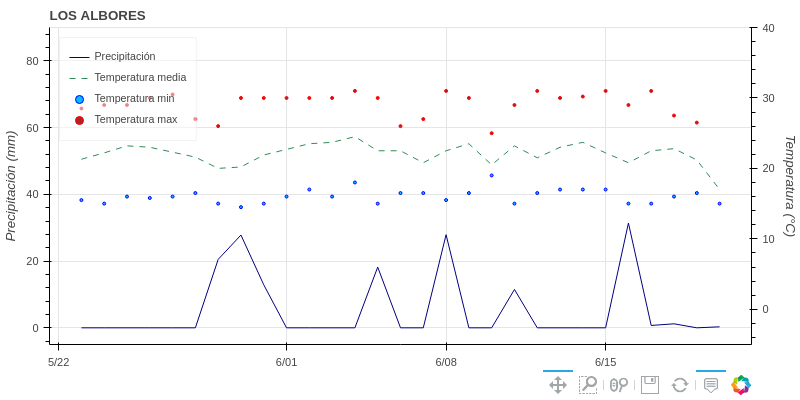 LOS ALBORES
Precipitación
Temperatura media
Temperatura min
Temperatura max
Precipitación (mm)
80
60
40
20
0
Temperatura (°C)
40
30
20
10
0
5/22
6/01
6/08
6/15